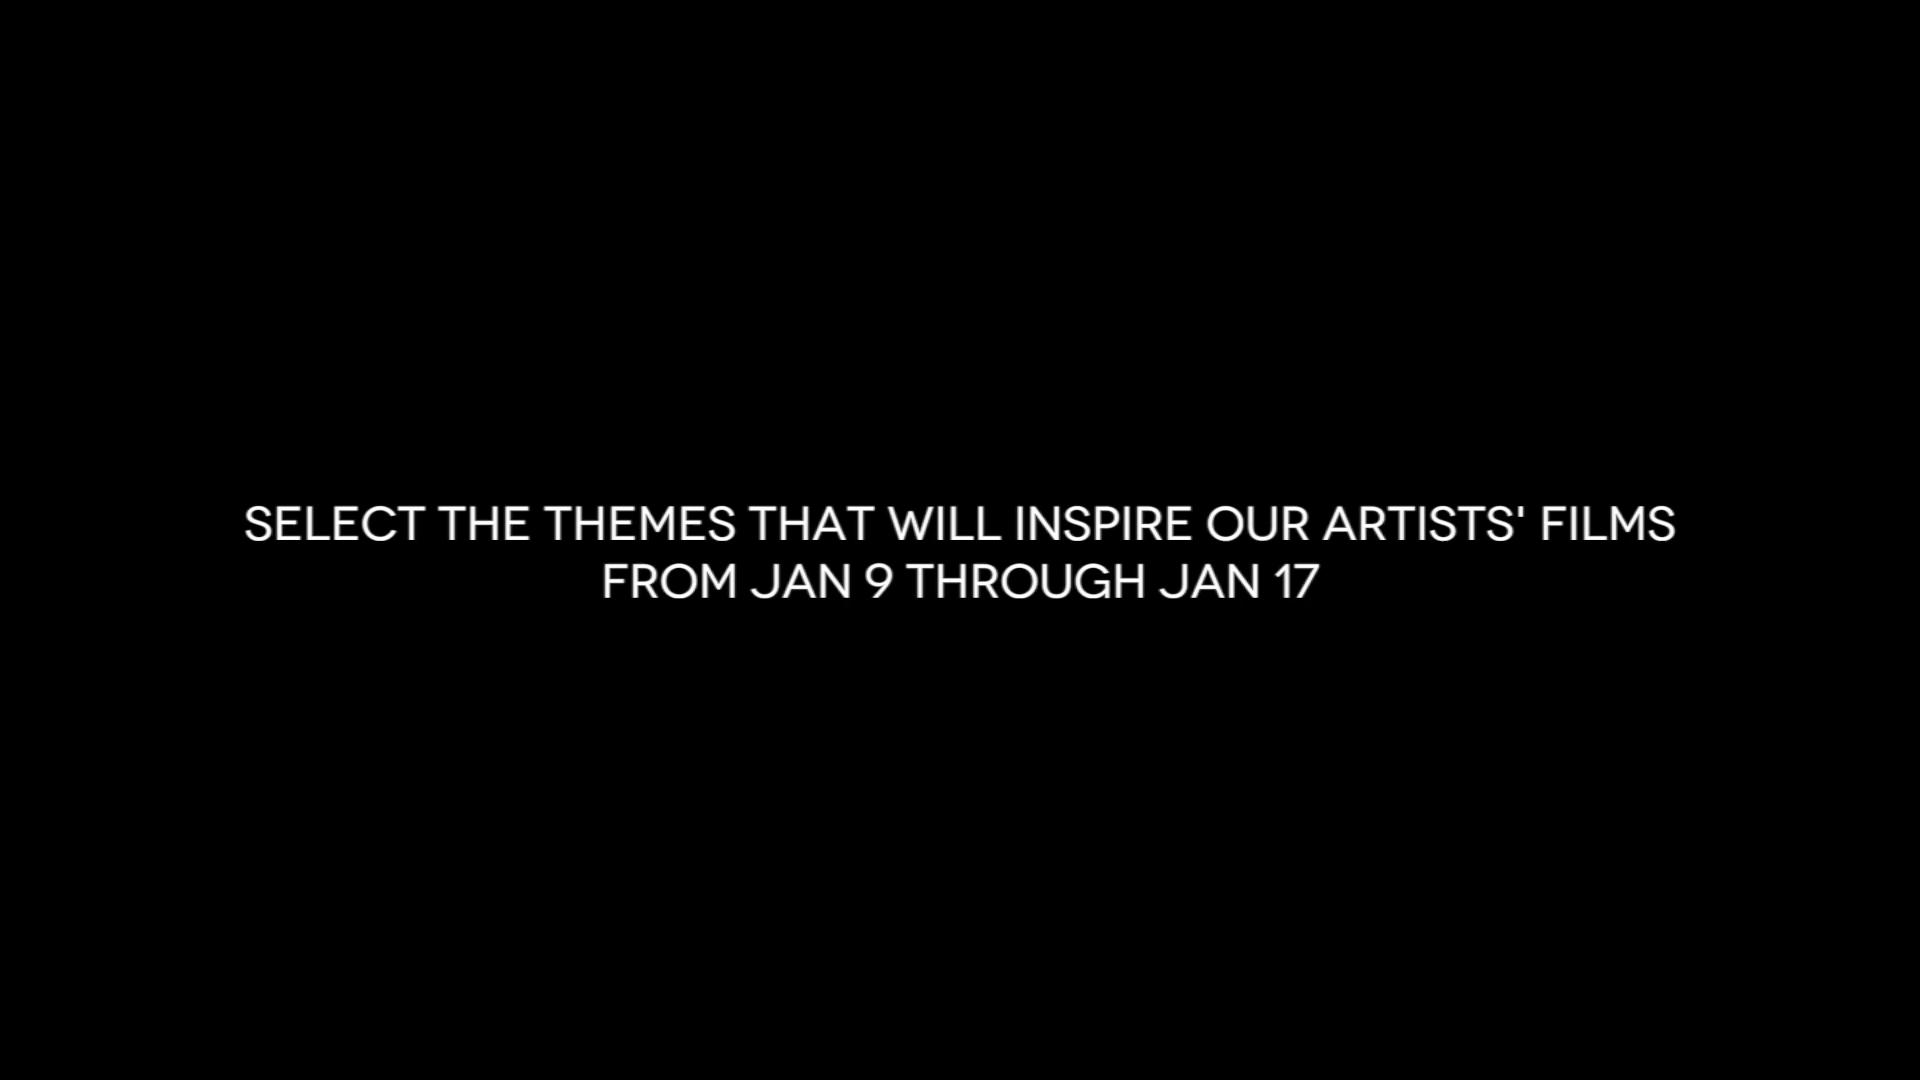 SELECT THE THEMES THAT WILL INSPIRE OUR ARTISTS' FILMS
FROM JAN 9 THROUGH JAN 17